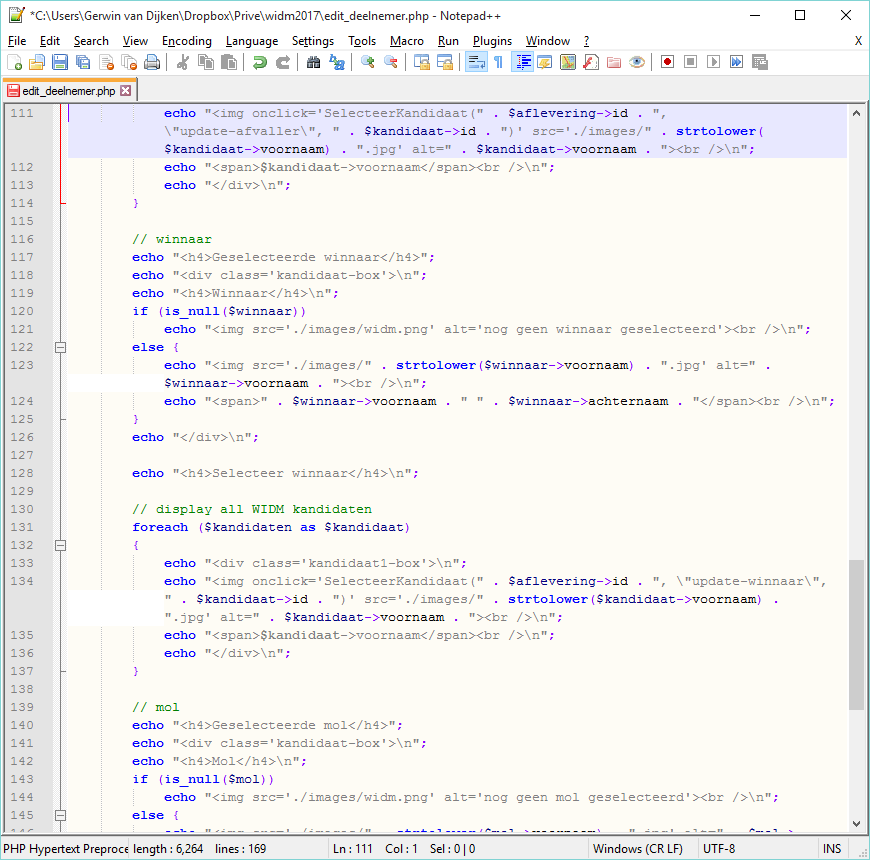 *C:\Users\Gerwin van Dijken\Dropbox\Prive\widm2017\edit_deelnemer.php - Notepad++
File Edit Search View Encoding Language Settings Tools Macro Run Plugins Window ? X
edit_deelnemer.php
111 echo "<img onclick='SelecteerKandidaat(" . $aflevering->id . ",
\"update-afvaller\", " . $kandidaat->id . ")' src='./images/" . strtolower(
$kandidaat->voornaam) . ".jpg' alt=" . $kandidaat->voornaam . "><br />\n";
112 echo "<span>$kandidaat->voornaam</span><br />\n";
113 echo "</div>\n";
114 }
115
116 // winnaar
117 echo "<h4>Geselecteerde winnaar</h4>";
118 echo "<div class='kandidaat-box'>\n";
119 echo "<h4>Winnaar</h4>\n";
120 if (is_null($winnaar))
121 echo "<img src='./images/widm.png' alt='nog geen winnaar geselecteerd'><br />\n";
122 else {
123 echo "<img src='./images/" . strtolower($winnaar->voornaam) . ".jpg' alt=" .
$winnaar->voornaam . "><br />\n";
124 echo "<span>" . $winnaar->voornaam . " " . $winnaar->achternaam . "</span><br />\n";
125 }
126 echo "</div>\n";
127
128 echo "<h4>Selecteer winnaar</h4>\n";
129
130 // display all WIDM kandidaten
131 foreach ($kandidaten as $kandidaat)
132 {
133 echo "<div class='kandidaat1-box'>\n";
134 echo "<img onclick='SelecteerKandidaat(" . $aflevering->id . ", \"update-winnaar\",
" . $kandidaat->id . ")' src='./images/" . strtolower($kandidaat->voornaam) .
".jpg' alt=" . $kandidaat->voornaam . "><br />\n";
135 echo "<span>$kandidaat->voornaam</span><br />\n";
136 echo "</div>\n";
137 }
138
139 // mol
140 echo "<h4>Geselecteerde mol</h4>";
141 echo "<div class='kandidaat-box'>\n";
142 echo "<h4>Mol</h4>\n";
143 if (is_null($mol))
144 echo "<img src='./images/widm.png' alt='nog geen mol geselecteerd'><br />\n";
145 else {
PHP Hypertext Preproce length : 6,264 lines : 169 Ln : 111 Col : 1 Sel : 0 | 0 Windows (CR LF) UTF-8 INS